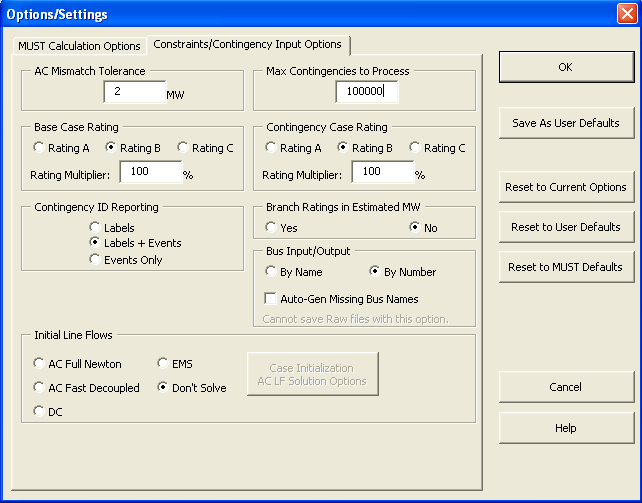 Options/Settings
MUST Calculation Options
Constraints/Contingency Input Options
AC Mismatch Tolerance
2
MW
Max Contingencies to Process
100000
Base Case Rating
Rating A
Rating B
Rating C
Rating Multiplier:
100
%
Contingency Case Rating
Rating A
Rating B
Rating C
Rating Multiplier:
100
%
Contingency ID Reporting
Labels
Labels + Events
Events Only
Branch Ratings in Estimated MW
Yes
No
Bus Input/Output
By Name
By Number
Auto-Gen Missing Bus Names
Cannot save Raw files with this option.
Initial Line Flows
AC Full Newton
EMS
AC Fast Decoupled
Don't Solve
DC
Case Initialization
AC LF Solution Options
OK
Save As User Defaults
Reset to Current Options
Reset to User Defaults
Reset to MUST Defaults
Cancel
Help